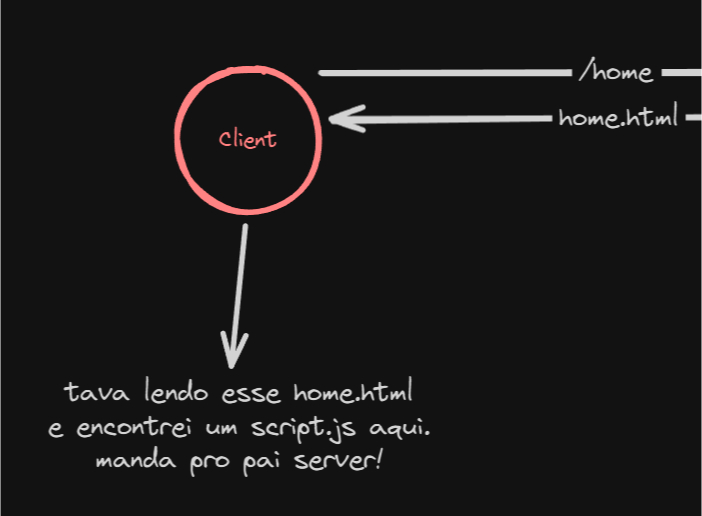 /home
home.html
Client
tava lendo esse home.html
e encontrei um script.js aqui.
manda pro pai server!